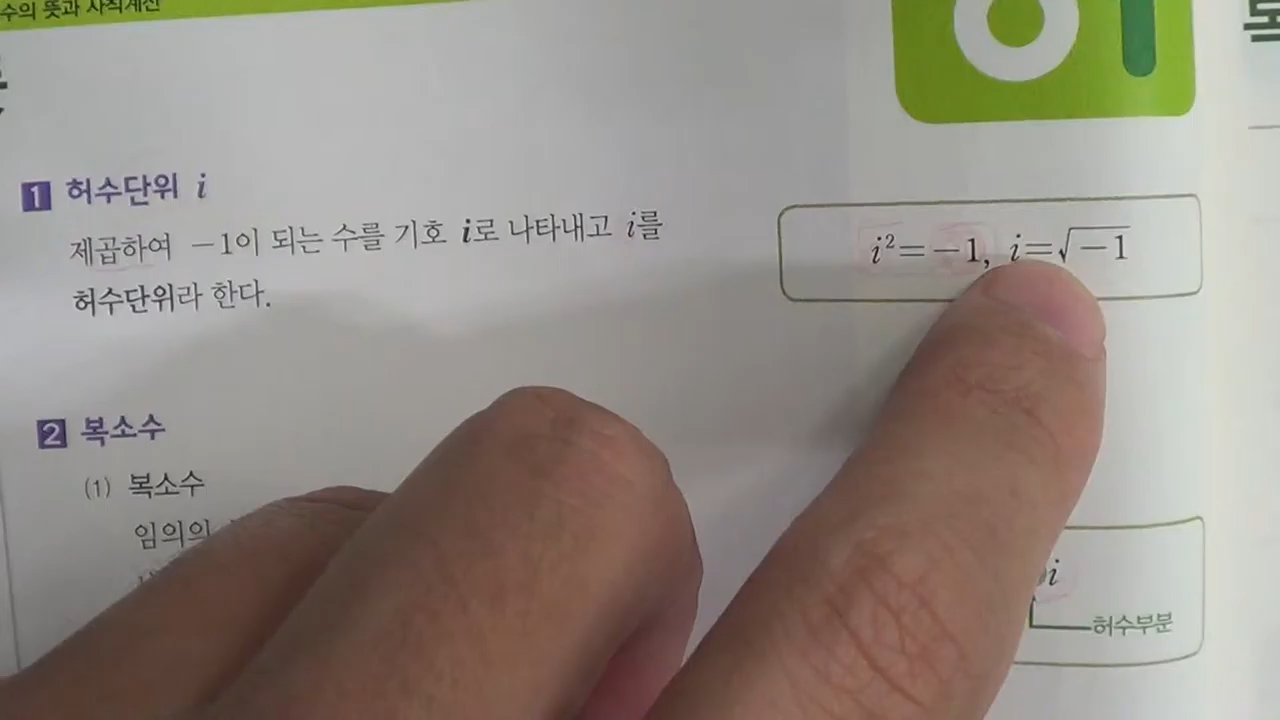 수의 뜻과 사칙계산
1 허수단위 i
제곱하여 -1이 되는 수를 기호 i로 나타내고 i를
허수단위라 한다.
i²=-1, i=√-1
2 복소수
(1) 복소수
임의의
i
허수부분